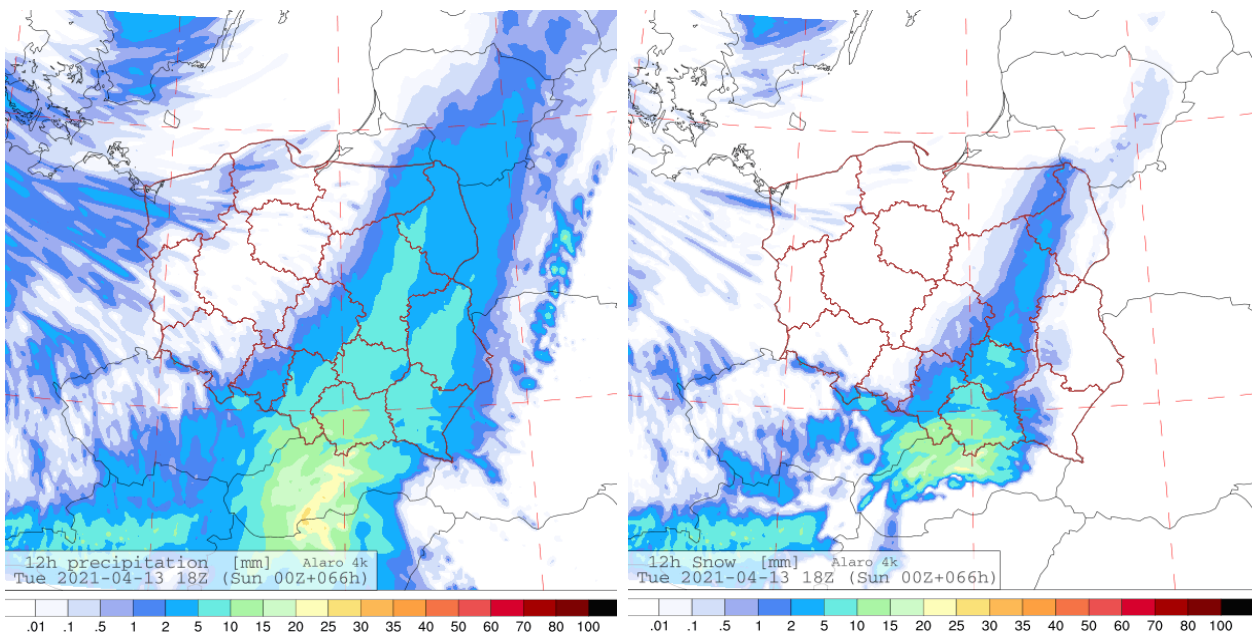 12h precipitation [mm] Alaro 4k
Tue 2021-04-13 18Z (Sun 00Z+066h)
.01 .1 .5 1 2 5 10 15 20 25 30 35 40 50 60 70 80 100
12h Snow [mm] Alaro 4k
Tue 2021-04-13 18Z (Sun 00Z+066h)
.01 .1 .5 1 2 5 10 15 20 25 30 35 40 50 60 70 80 100